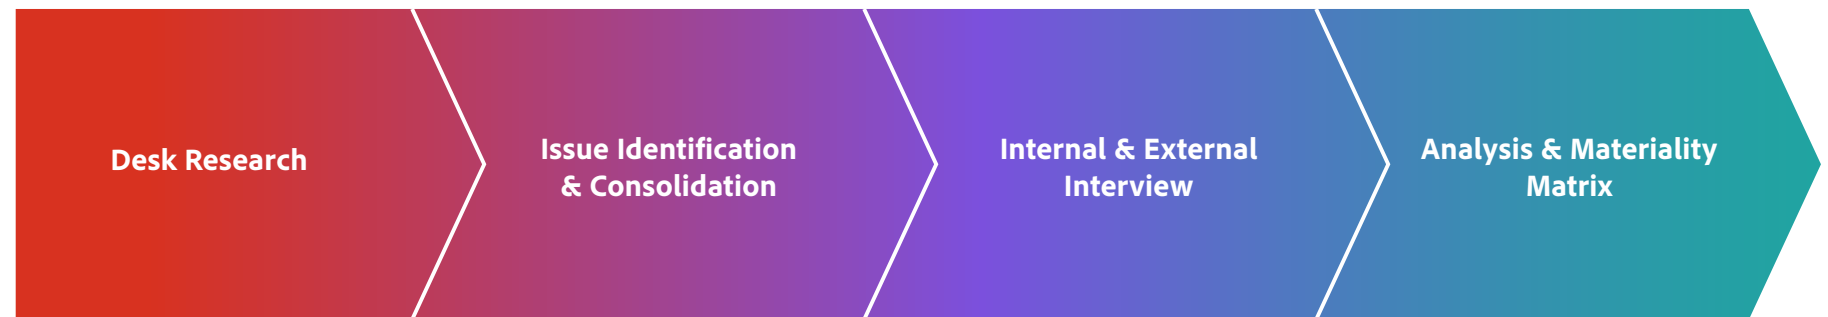 Desk Research
Issue Identification
& Consolidation
Internal & External
Interview
Analysis & Materiality
Matrix